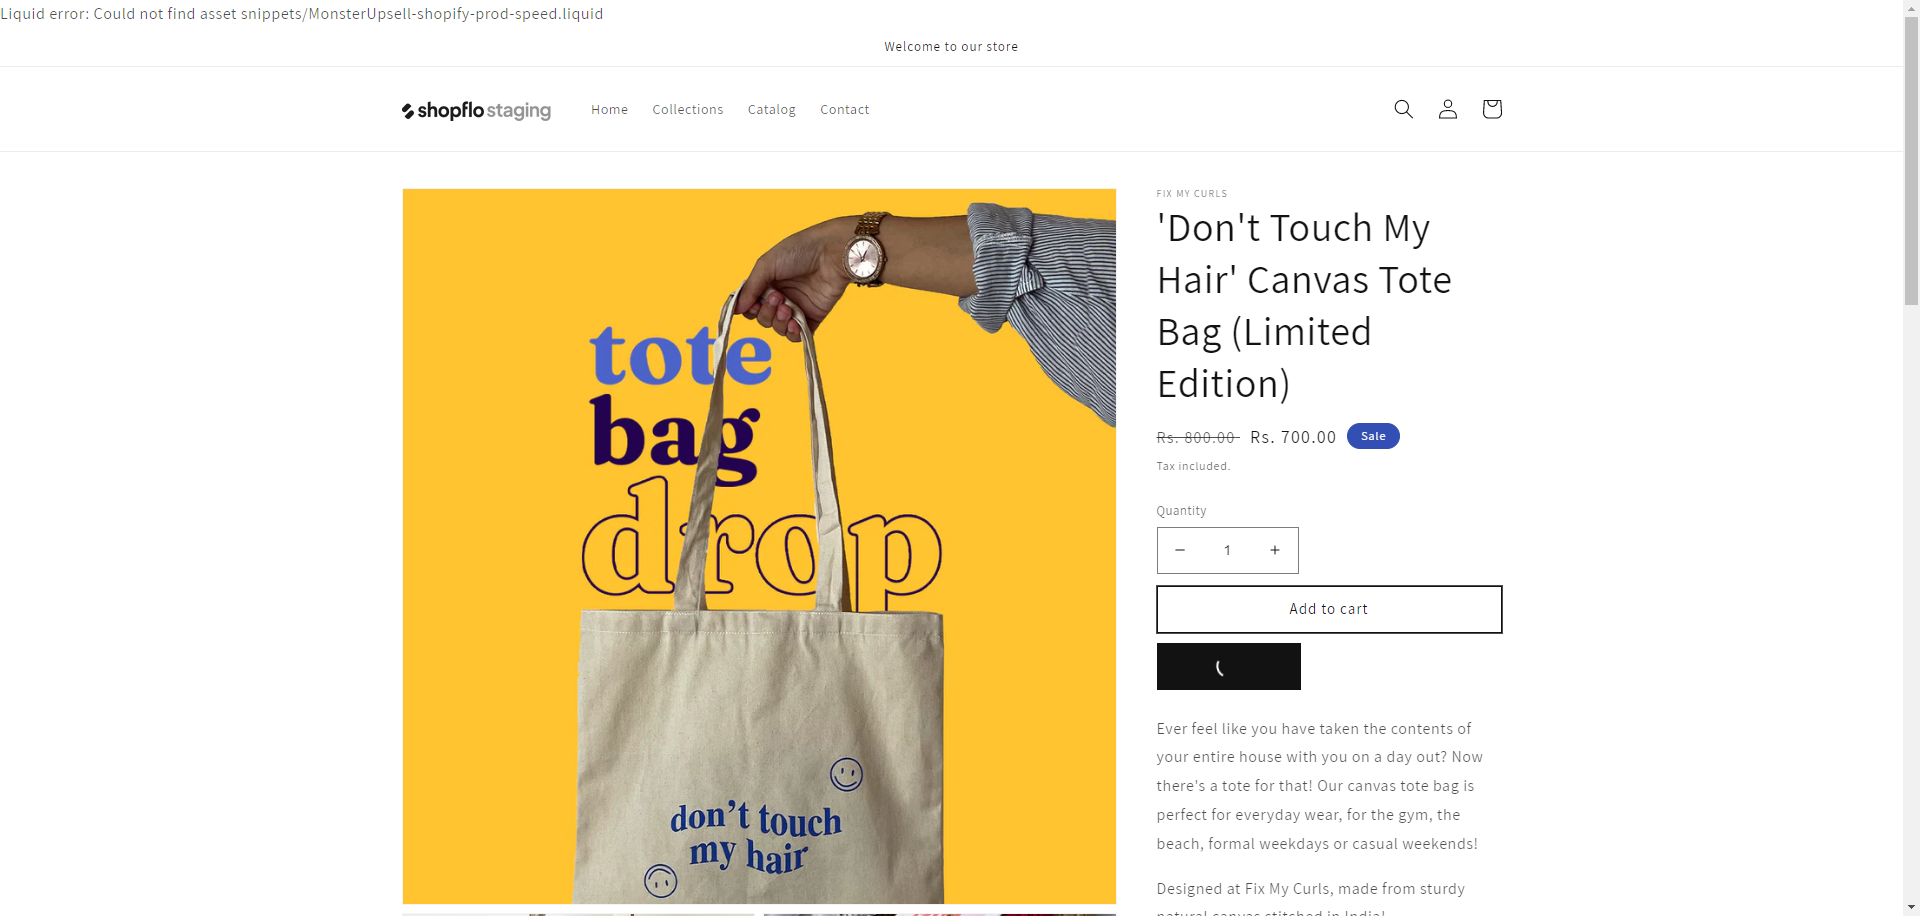 Liquid error: Could not find asset snippets/MonsterUpsell-shopify-prod-speed.liquid
Welcome to our store
shopflo staging
Home
Collections
Catalog
Contact
tote
bag
drop
don't touch
my hair
FIX MY CURLS
'Don't Touch My
Hair' Canvas Tote
Bag (Limited
Edition)
Rs. 800.00 Rs. 700.00 Sale
Tax included.
Quantity
− 1 +
Add to cart
Ever feel like you have taken the contents of
your entire house with you on a day out? Now
there's a tote for that! Our canvas tote bag is
perfect for everyday wear, for the gym, the
beach, formal weekdays or casual weekends!
Designed at Fix My Curls, made from sturdy
natural canvas stitched in India!